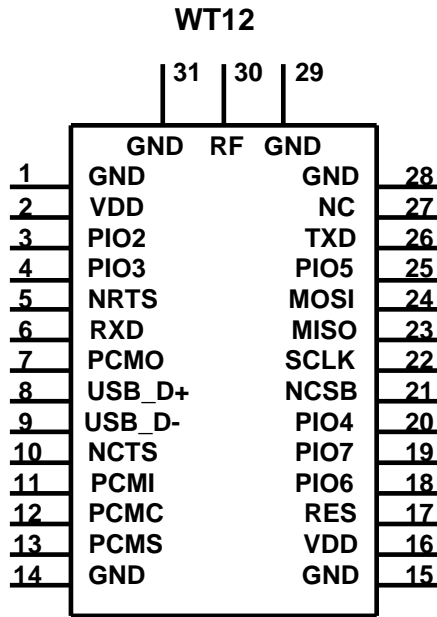 WT12
31 30 29
GND RF GND
1 GND GND 28
2 VDD NC 27
3 PIO2 TXD 26
4 PIO3 PIO5 25
5 NRTS MOSI 24
6 RXD MISO 23
7 PCMO SCLK 22
8 USB_D+ NCSB 21
9 USB_D- PIO4 20
10 NCTS PIO7 19
11 PCMI PIO6 18
12 PCMC RES 17
13 PCMS VDD 16
14 GND GND 15